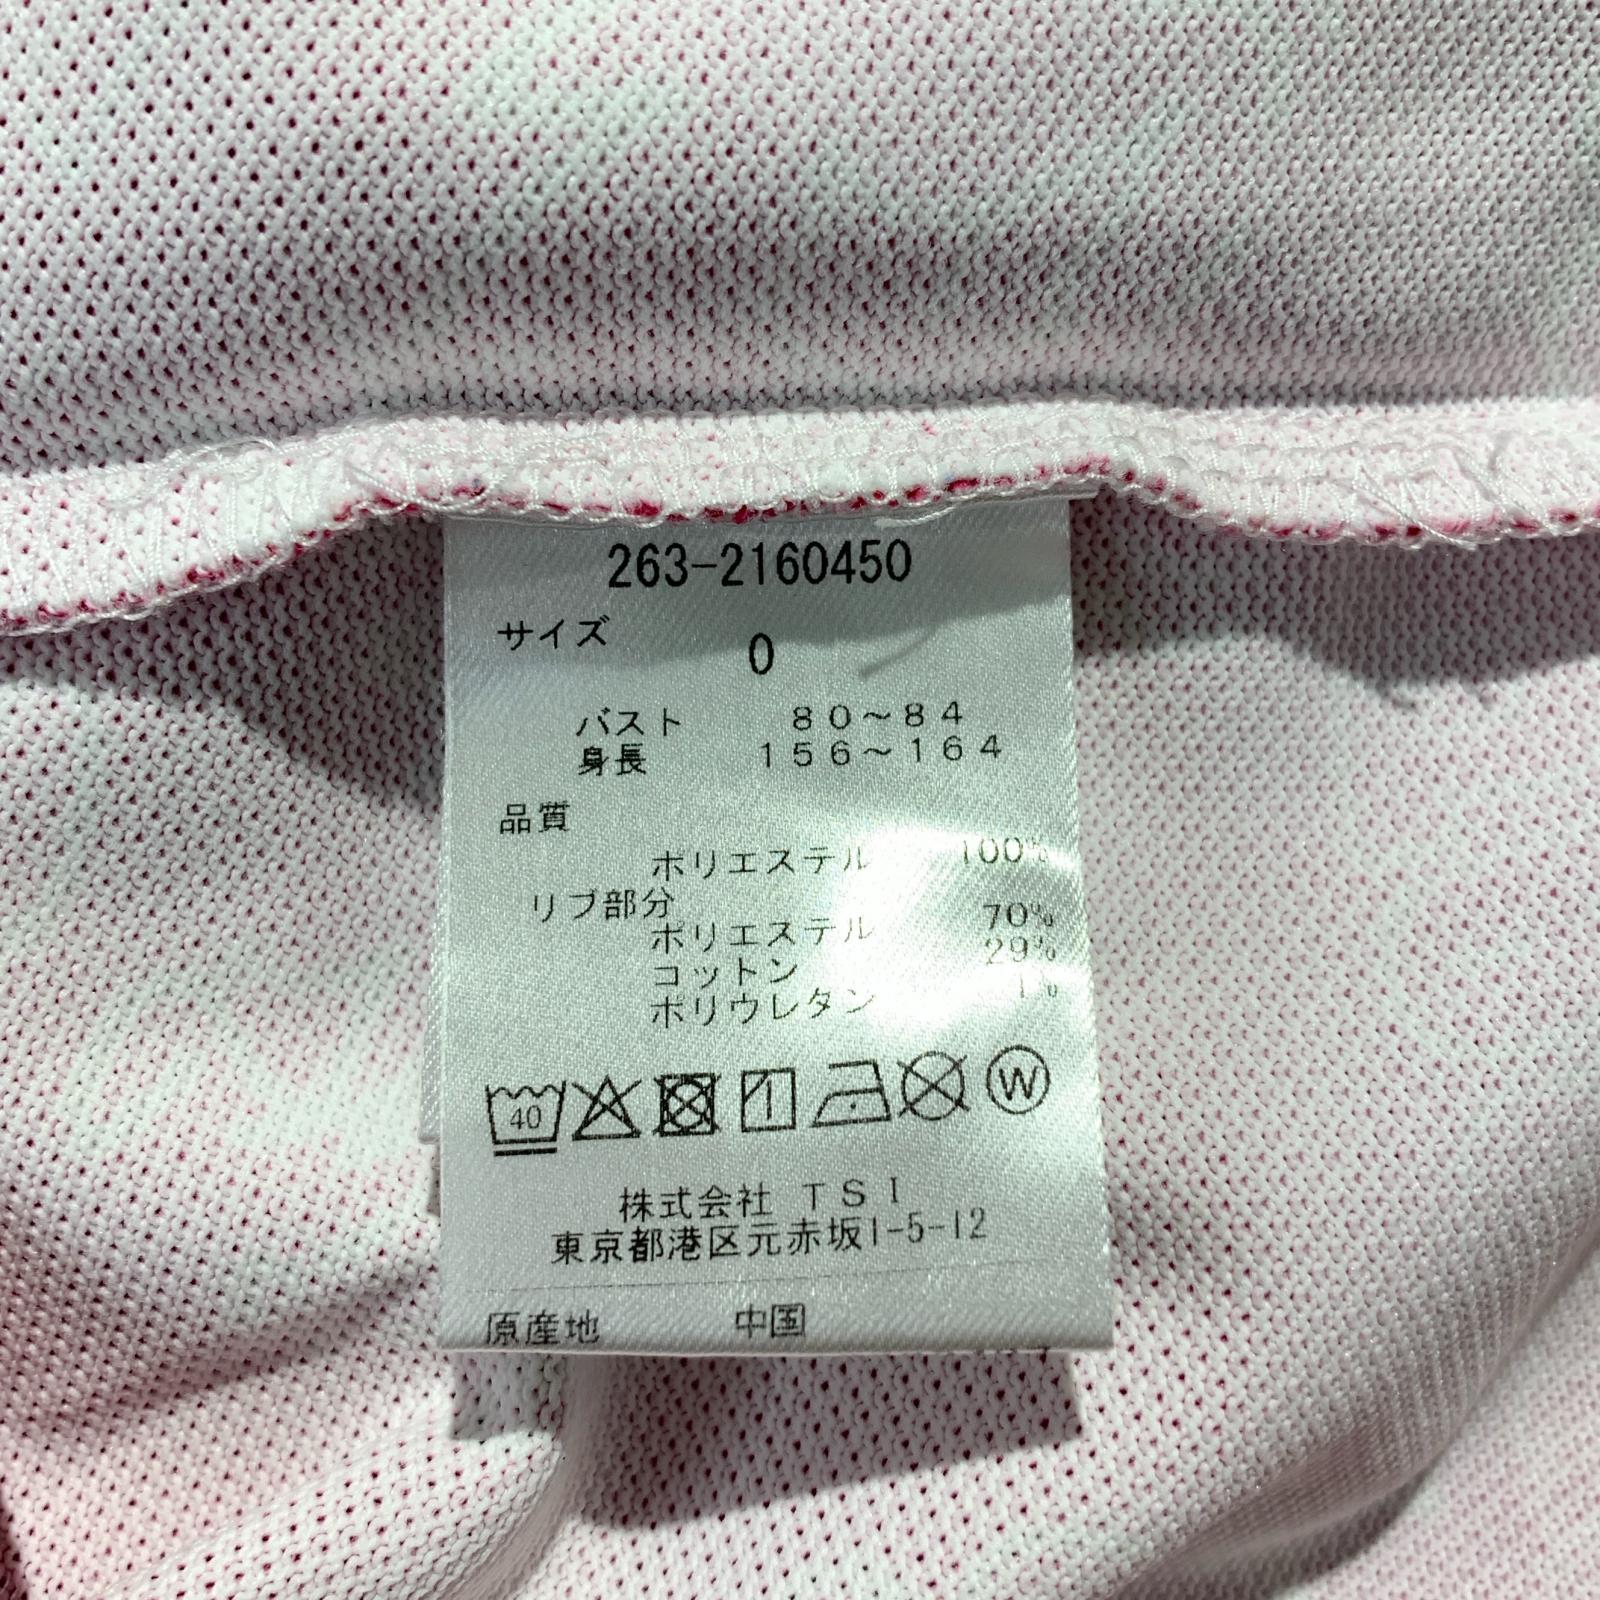 263-2160450
サイズ
0
バスト 80～84
身長 156～164
品質
ポリエステル 100%
リブ部分
ポリエステル 70%
コットン 29%
ポリウレタン 1%
40 W
株式会社 TSI
東京都港区元赤坂1-5-12
原産地 中国